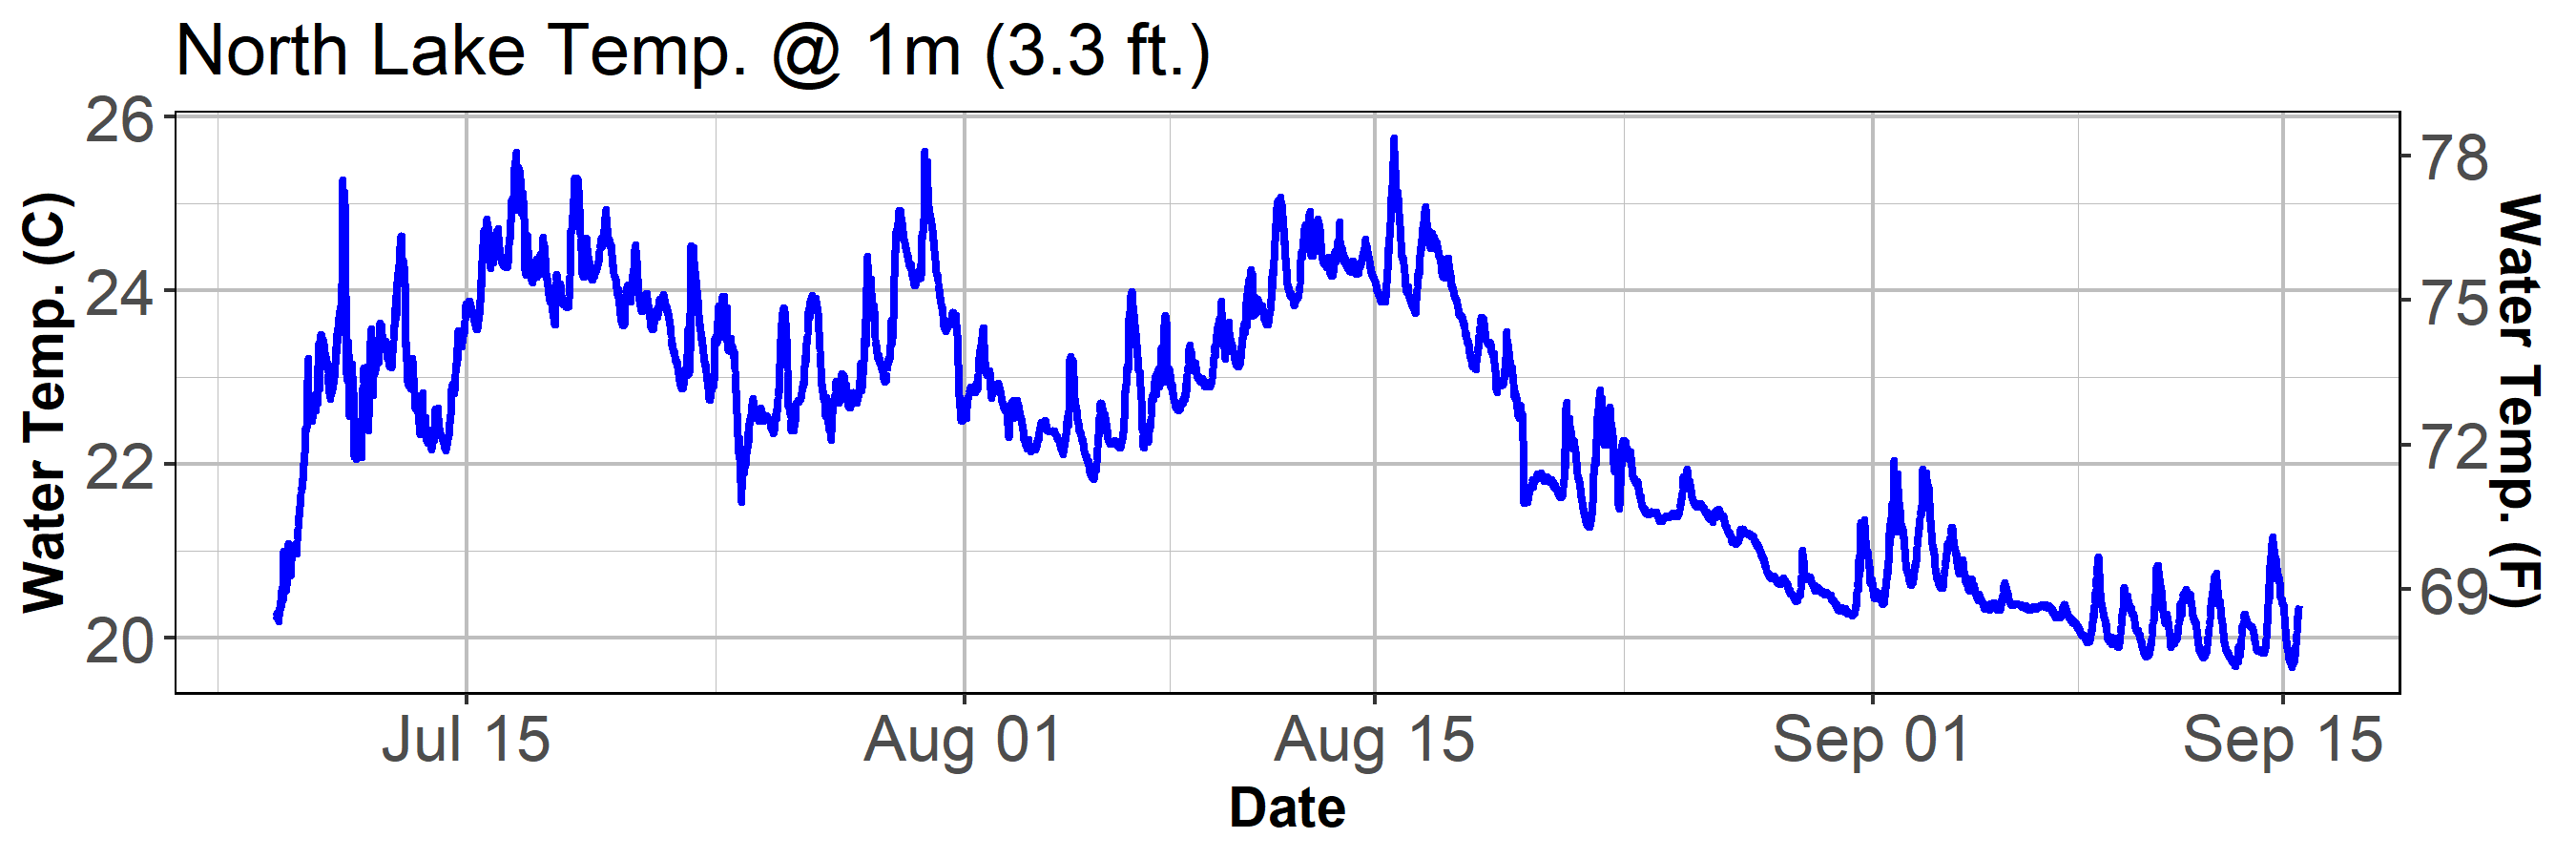 North Lake Temp. @ 1m (3.3 ft.)
Water Temp. (C)
26
24
22
20
78
75
72
69
Water Temp. (F)
Jul 15
Aug 01
Aug 15
Sep 01
Sep 15
Date